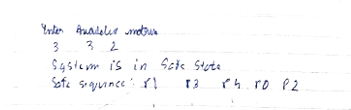 Enter Available matrix
3 3 2
System is in Safe State
Safe sequence: P1 P3 P4 P0 P2